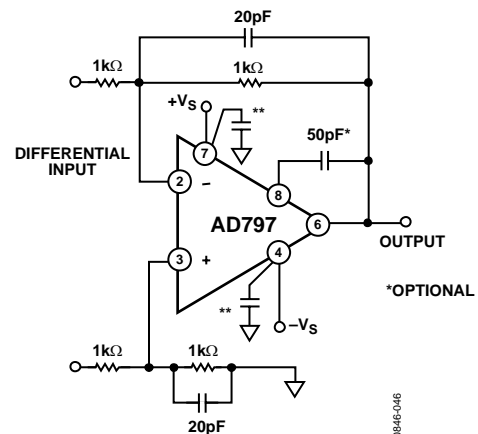 20pF
1kΩ
1kΩ
+VS
**
50pF*
DIFFERENTIAL
INPUT
7
2
−
8
AD797
6
OUTPUT
3
+
4
*OPTIONAL
**
−VS
1kΩ
1kΩ
20pF
0846-046